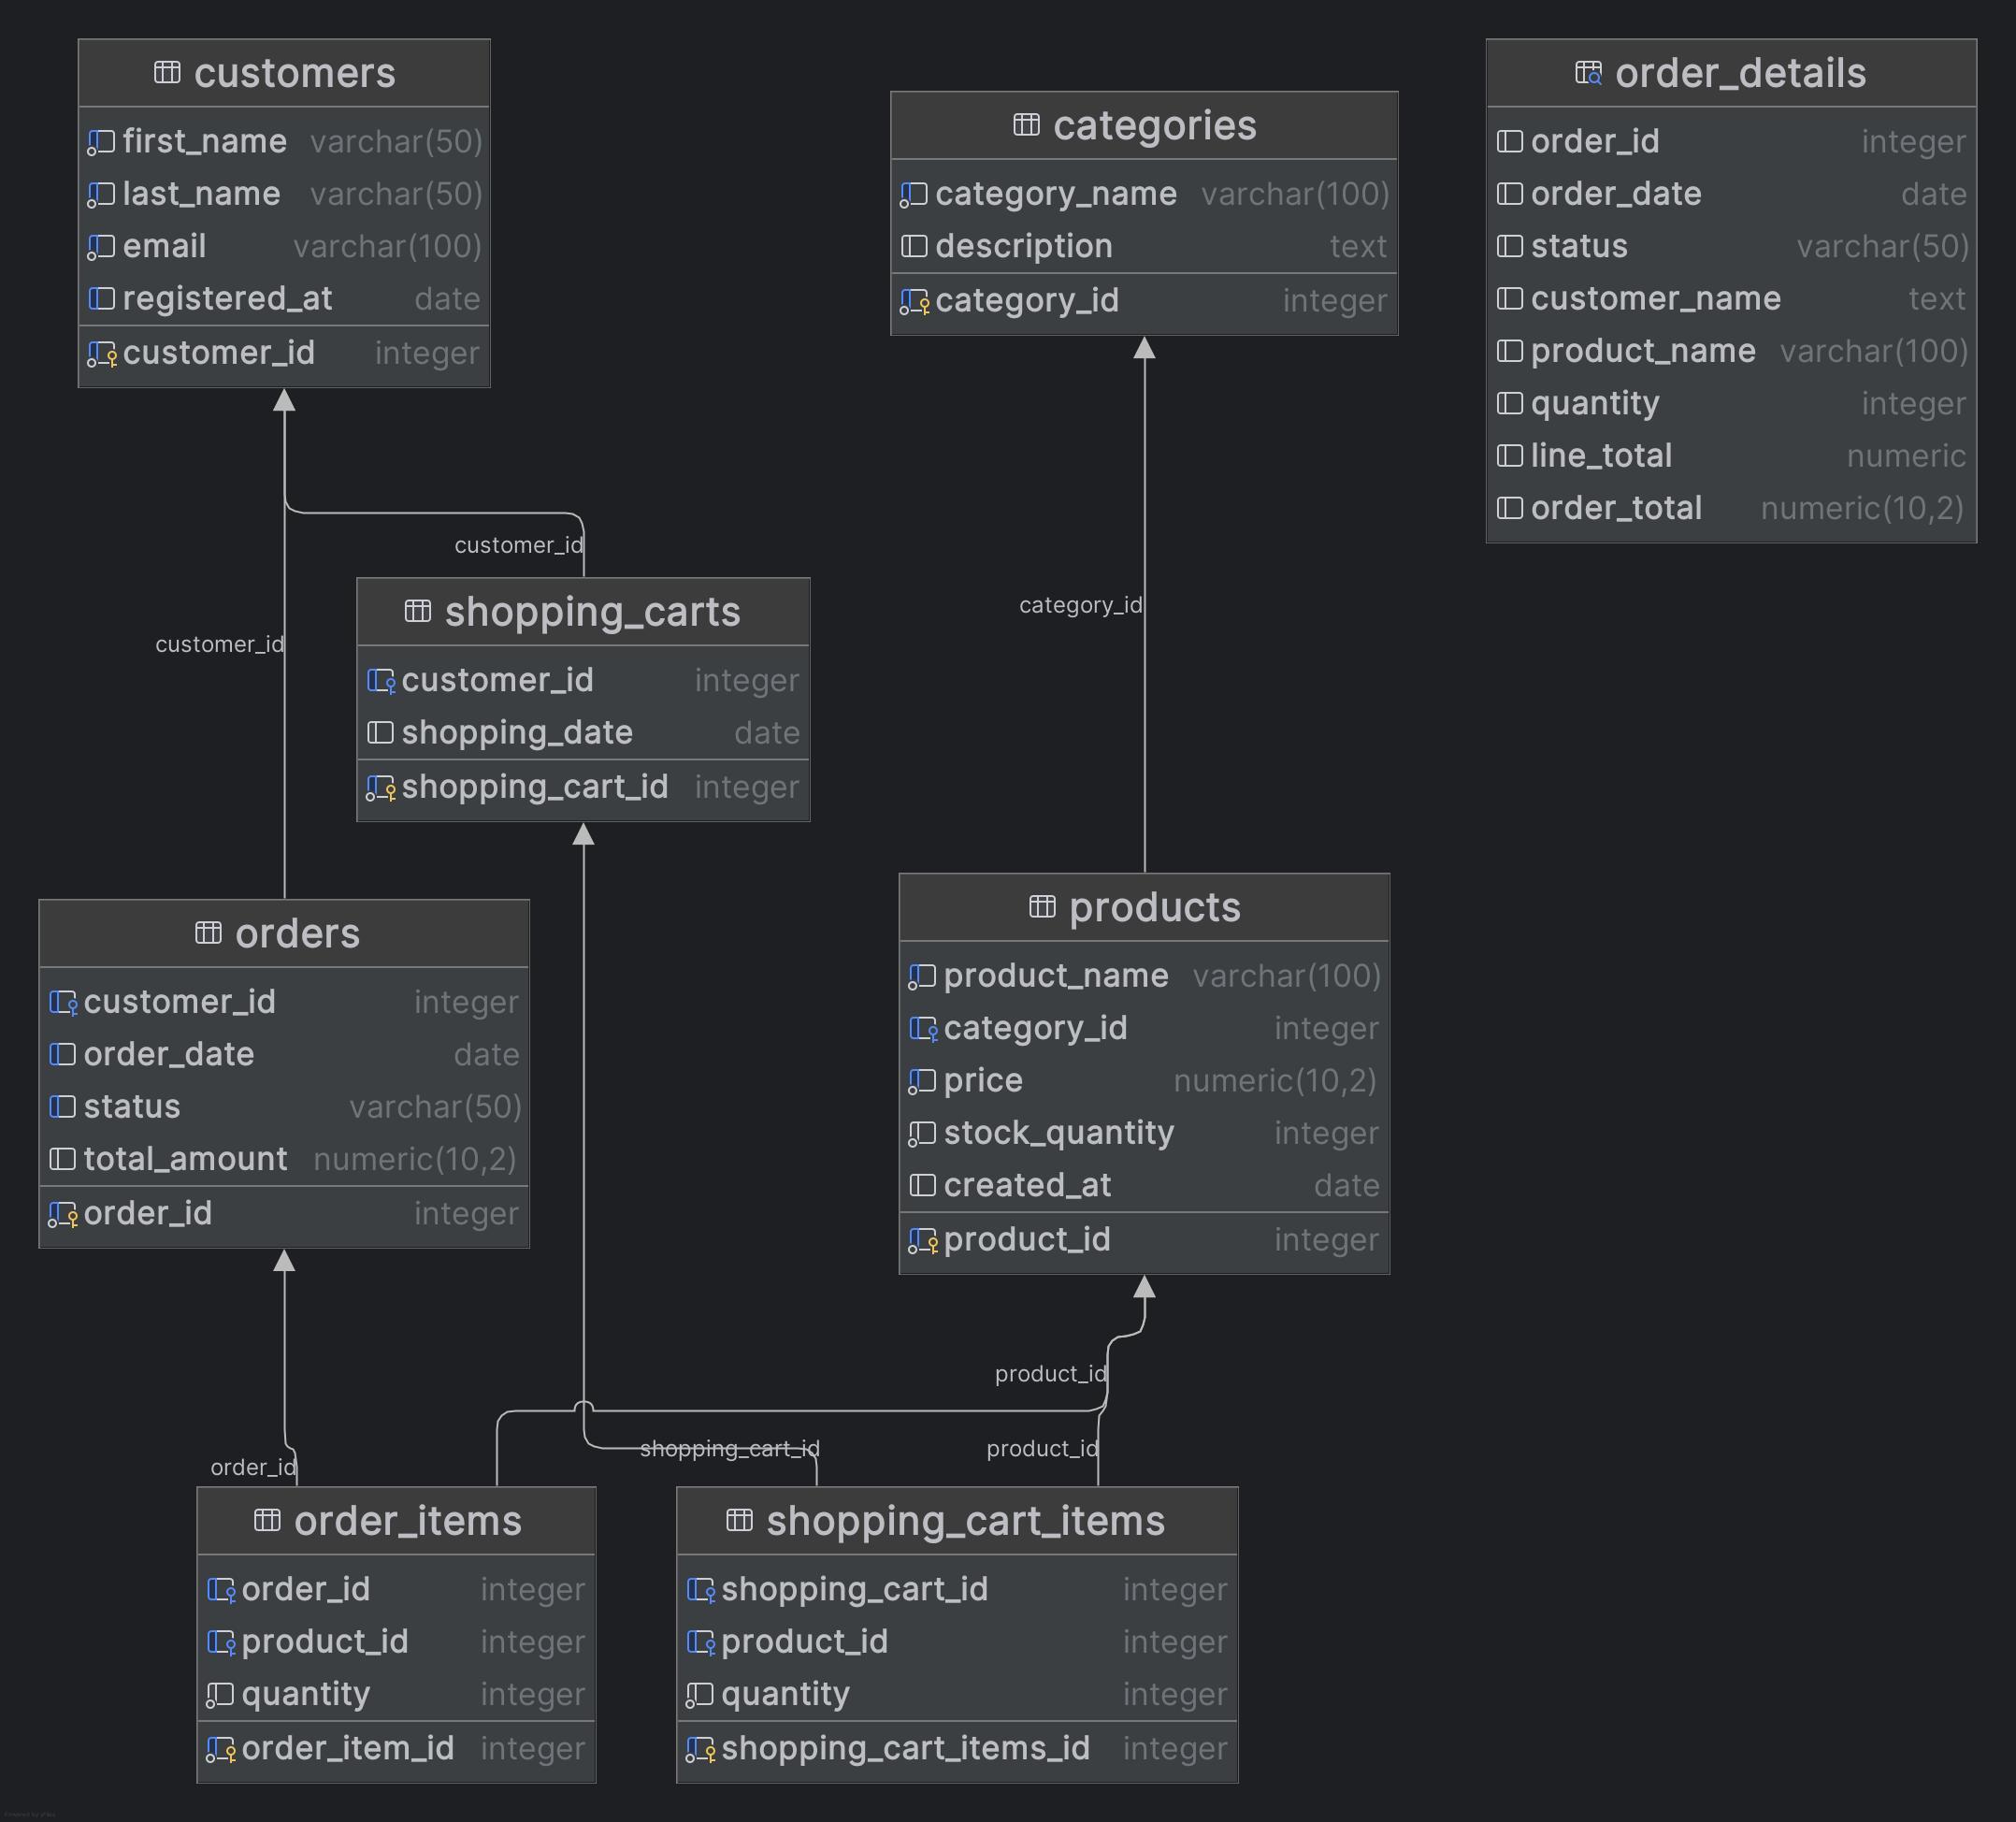 customers
first_name varchar(50)
last_name varchar(50)
email varchar(100)
registered_at date
customer_id integer
categories
category_name varchar(100)
description text
category_id integer
order_details
order_id integer
order_date date
status varchar(50)
customer_name text
product_name varchar(100)
quantity integer
line_total numeric
order_total numeric(10,2)
customer_id
category_id
customer_id
shopping_carts
customer_id integer
shopping_date date
shopping_cart_id integer
orders
customer_id integer
order_date date
status varchar(50)
total_amount numeric(10,2)
order_id integer
products
product_name varchar(100)
category_id integer
price numeric(10,2)
stock_quantity integer
created_at date
product_id integer
product_id
order_id
shopping_cart_id
product_id
order_items
order_id integer
product_id integer
quantity integer
order_item_id integer
shopping_cart_items
shopping_cart_id integer
product_id integer
quantity integer
shopping_cart_items_id integer